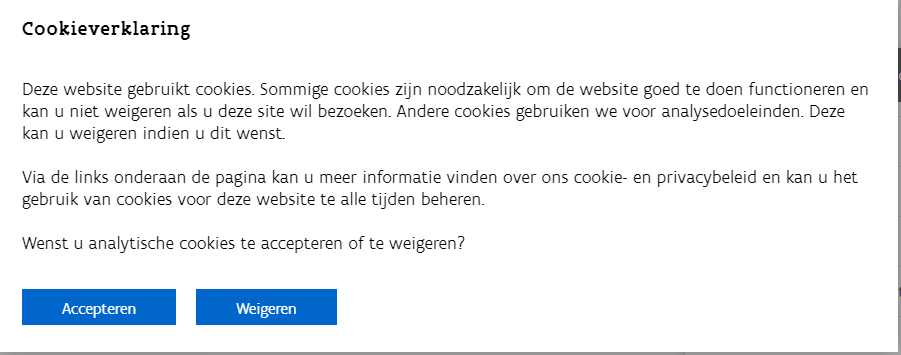 Cookieverklaring
Deze website gebruikt cookies. Sommige cookies zijn noodzakelijk om de website goed te doen functioneren en
kan u niet weigeren als u deze site wil bezoeken. Andere cookies gebruiken we voor analysedoeleinden. Deze
kan u weigeren indien u dit wenst.
Via de links onderaan de pagina kan u meer informatie vinden over ons cookie- en privacybeleid en kan u het
gebruik van cookies voor deze website te alle tijden beheren.
Wenst u analytische cookies te accepteren of te weigeren?
Accepteren Weigeren